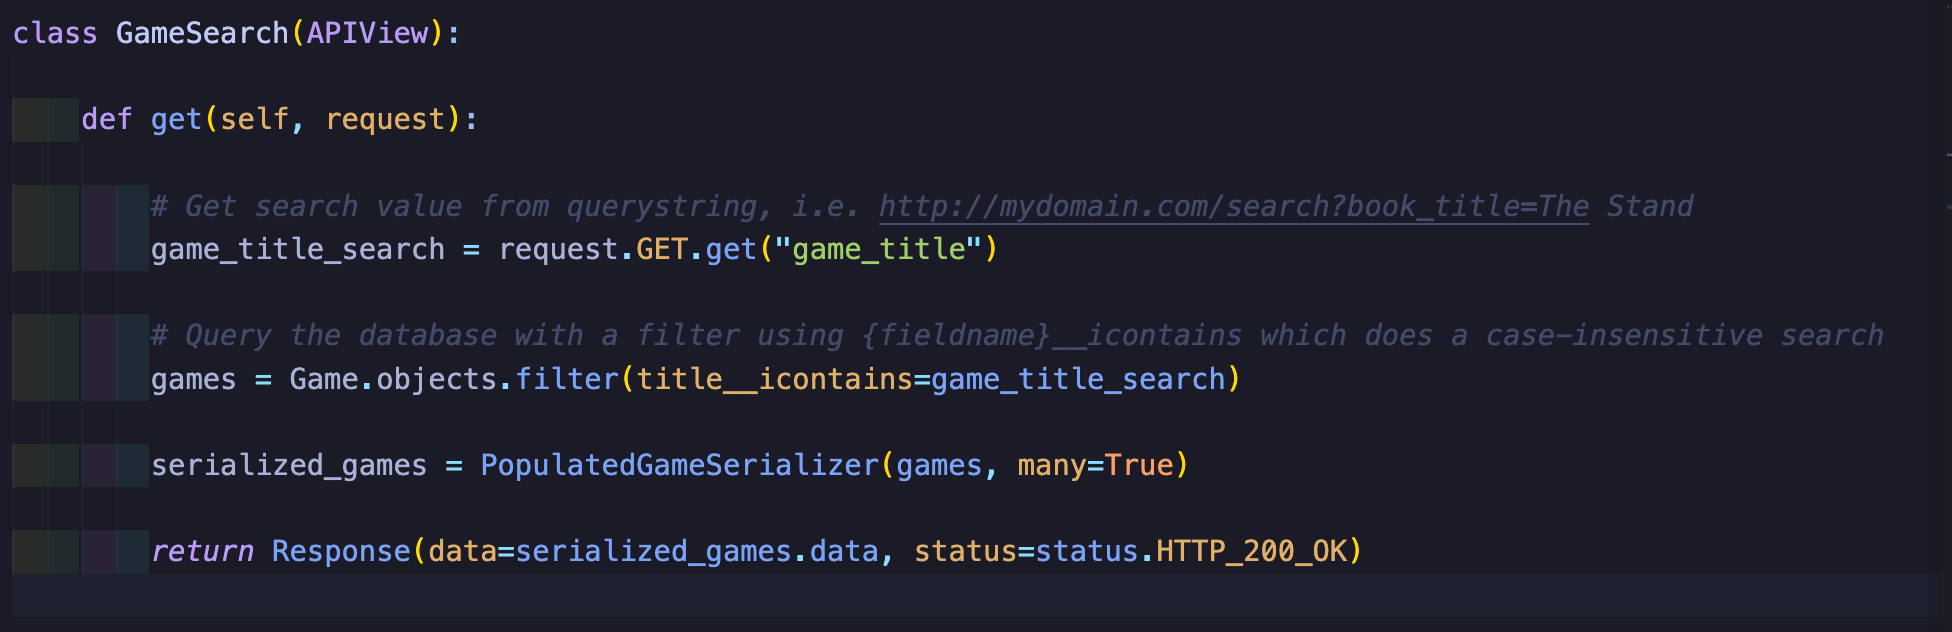 class GameSearch(APIView):
def get(self, request):
# Get search value from querystring, i.e. http://mydomain.com/search?book_title=The Stand
game_title_search = request.GET.get("game_title")
# Query the database with a filter using {fieldname}__icontains which does a case-insensitive search
games = Game.objects.filter(title__icontains=game_title_search)
serialized_games = PopulatedGameSerializer(games, many=True)
return Response(data=serialized_games.data, status=status.HTTP_200_OK)